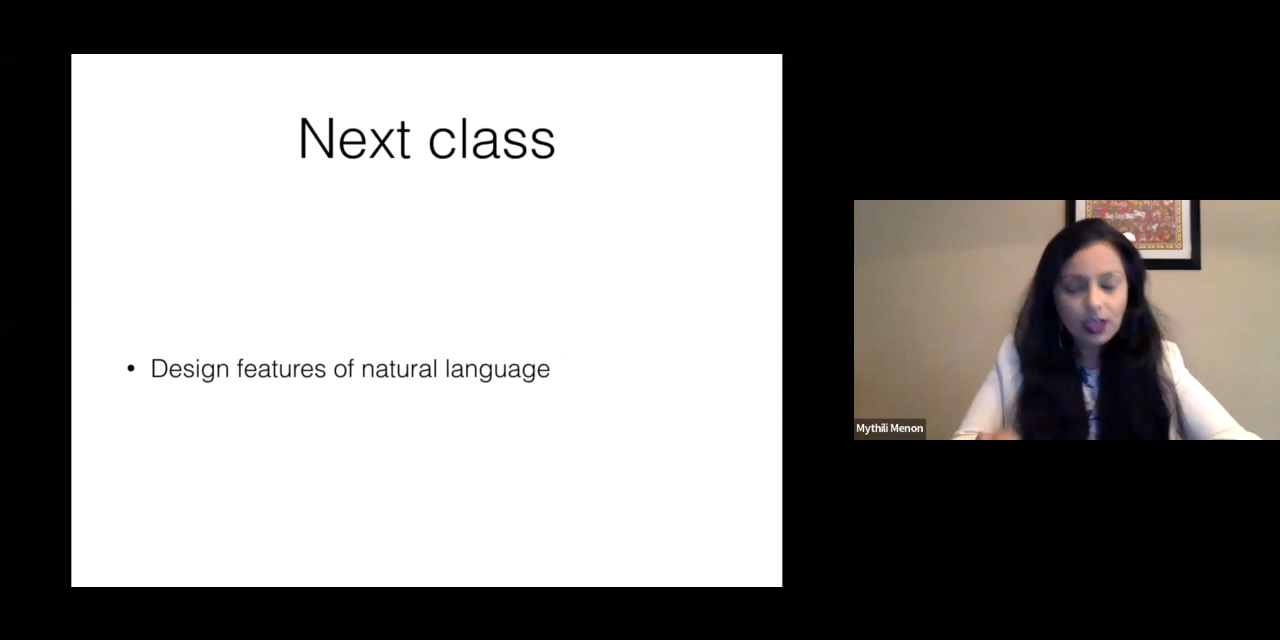 Next class
• Design features of natural language
Mythili Menon